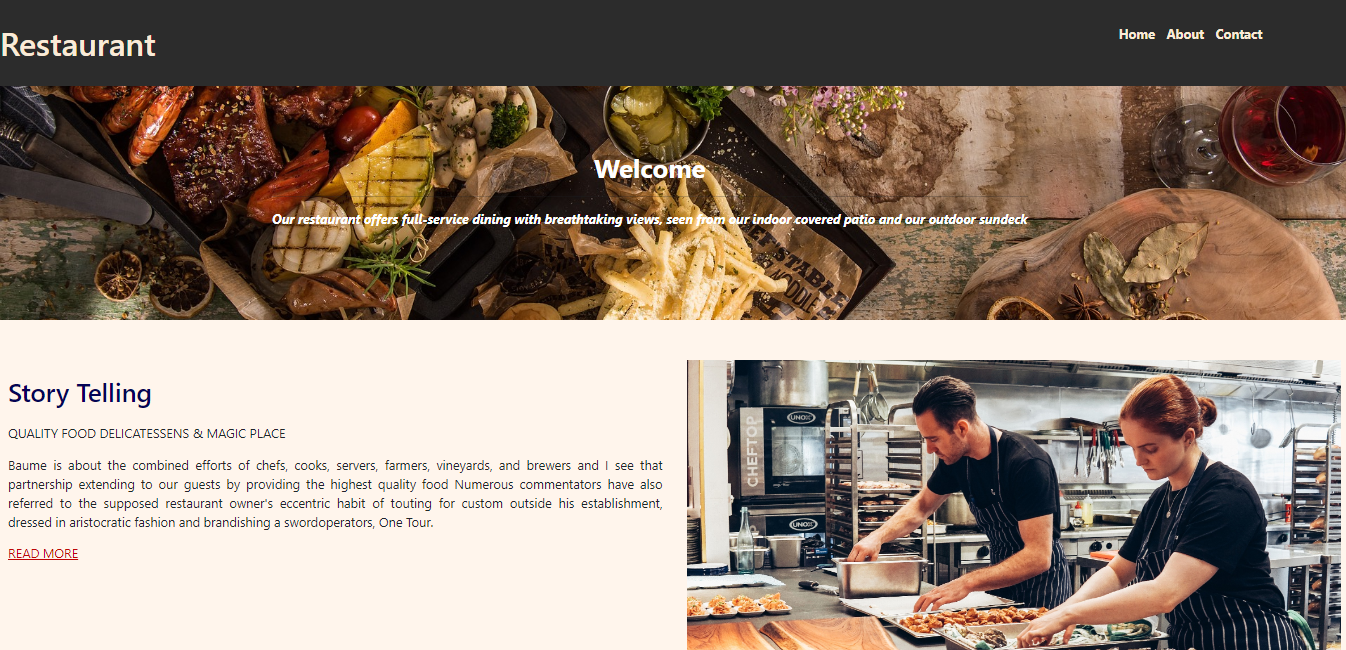 Restaurant
Home About Contact
Welcome
Our restaurant offers full-service dining with breathtaking views, seen from our indoor covered patio and our outdoor sundeck
Story Telling
QUALITY FOOD DELICATESSENS & MAGIC PLACE
Baume is about the combined efforts of chefs, cooks, servers, farmers, vineyards, and brewers and I see that
partnership extending to our guests by providing the highest quality food Numerous commentators have also
referred to the supposed restaurant owner's eccentric habit of touting for custom outside his establishment,
dressed in aristocratic fashion and brandishing a swordoperators, One Tour.
READ MORE
UNOX
CHEFTOP
UNOX